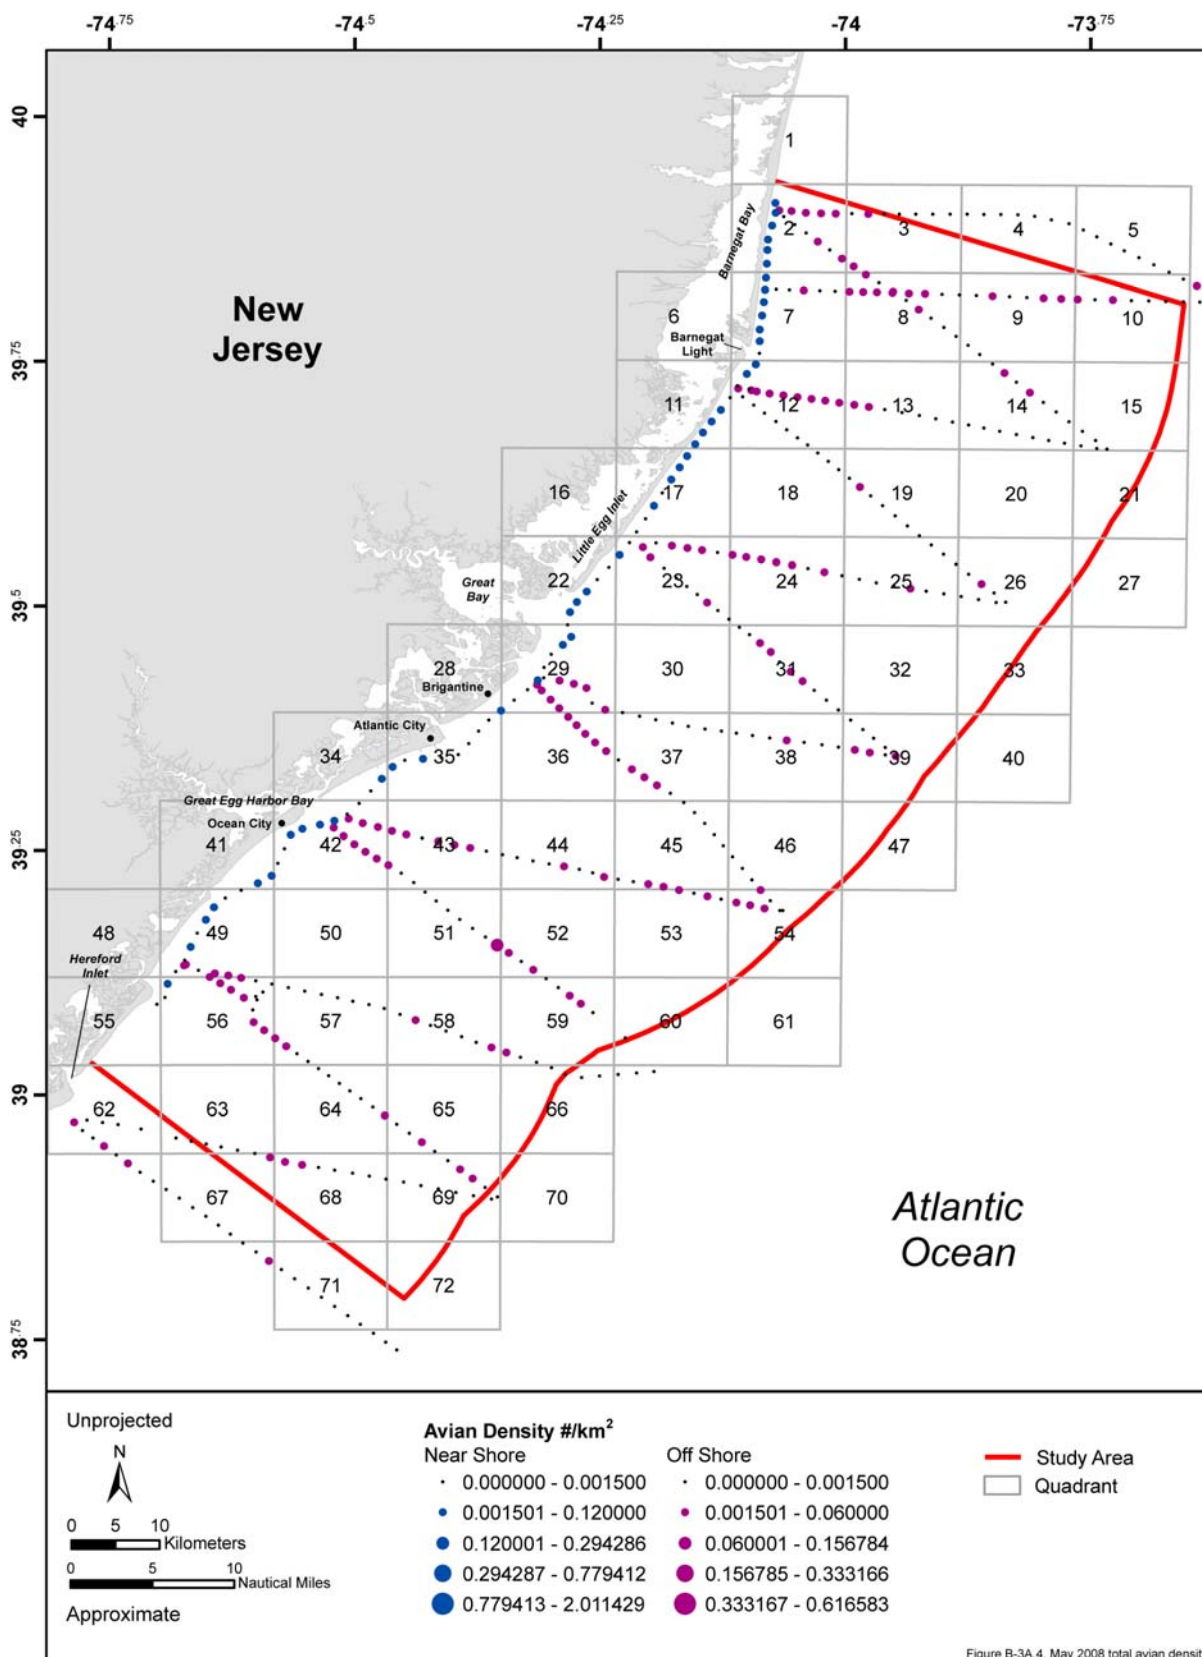 -74.75 -74.5 -74.25 -74 -73.75
40
39.75
39.5
39.25
39
38.75
New
Jersey
Barnegat Bay
Barnegat
Light
Little Egg Inlet
Great
Bay
Brigantine
Atlantic City
Great Egg Harbor Bay
Ocean City
Hereford
Inlet
Atlantic
Ocean
1
2 3 4 5
6 7 8 9 10
11 12 13 14 15
16 17 18 19 20 21
22 23 24 25 26 27
28 29 30 31 32 33
34 35 36 37 38 39 40
41 42 43 44 45 46 47
48 49 50 51 52 53 54
55 56 57 58 59 60 61
62 63 64 65 66
67 68 69 70
71 72
Unprojected
N
0 5 10
Kilometers
0 5 10
Nautical Miles
Approximate
Avian Density #/km2
Near Shore
0.000000 - 0.001500
0.001501 - 0.120000
0.120001 - 0.294286
0.294287 - 0.779412
0.779413 - 2.011429
Off Shore
0.000000 - 0.001500
0.001501 - 0.060000
0.060001 - 0.156784
0.156785 - 0.333166
0.333167 - 0.616583
Study Area
Quadrant
Figure B-3A.4. May 2008 total avian densit